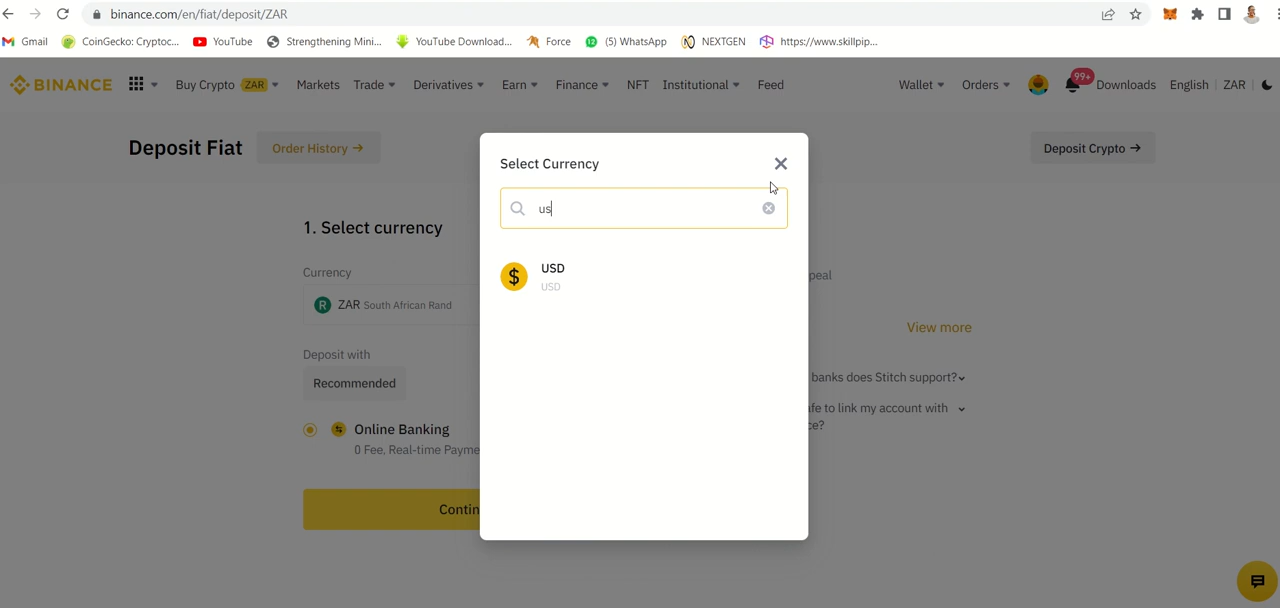 binance.com/en/fiat/deposit/ZAR
Gmail CoinGecko: Cryptoc... YouTube Strengthening Mini... YouTube Download... Force (5) WhatsApp NEXTGEN https://www.skillpip...
BINANCE Buy Crypto ZAR Markets Trade Derivatives Earn Finance NFT Institutional Feed Wallet Orders 99+ Downloads English ZAR
Deposit Fiat Order History → Deposit Crypto →
Select Currency
us
USD
USD
1. Select currency
Currency
R ZAR South African Rand
Deposit with
Recommended
Online Banking
0 Fee, Real-time Payme
Contin
peal
View more
banks does Stitch support?
fe to link my account with
ce?